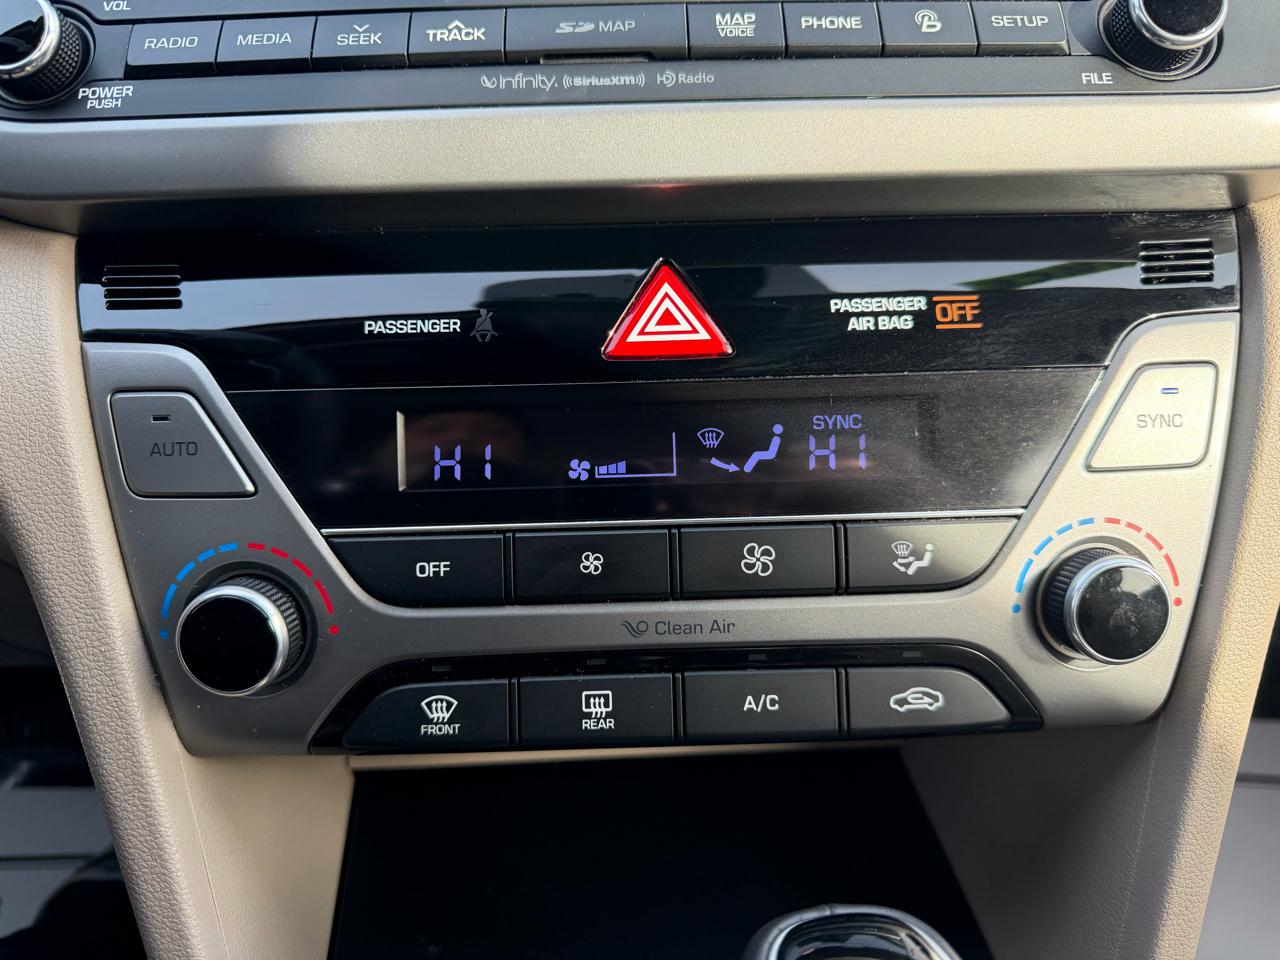 VOL
RADIO
MEDIA
SEEK
TRACK
SD MAP
MAP
VOICE
PHONE
SETUP
POWER
PUSH
Infinity. ((SiriusXM)) HD Radio
FILE
PASSENGER
PASSENGER
AIR BAG
OFF
AUTO
SYNC
HI
SYNC
HI
OFF
Clean Air
FRONT
REAR
A/C